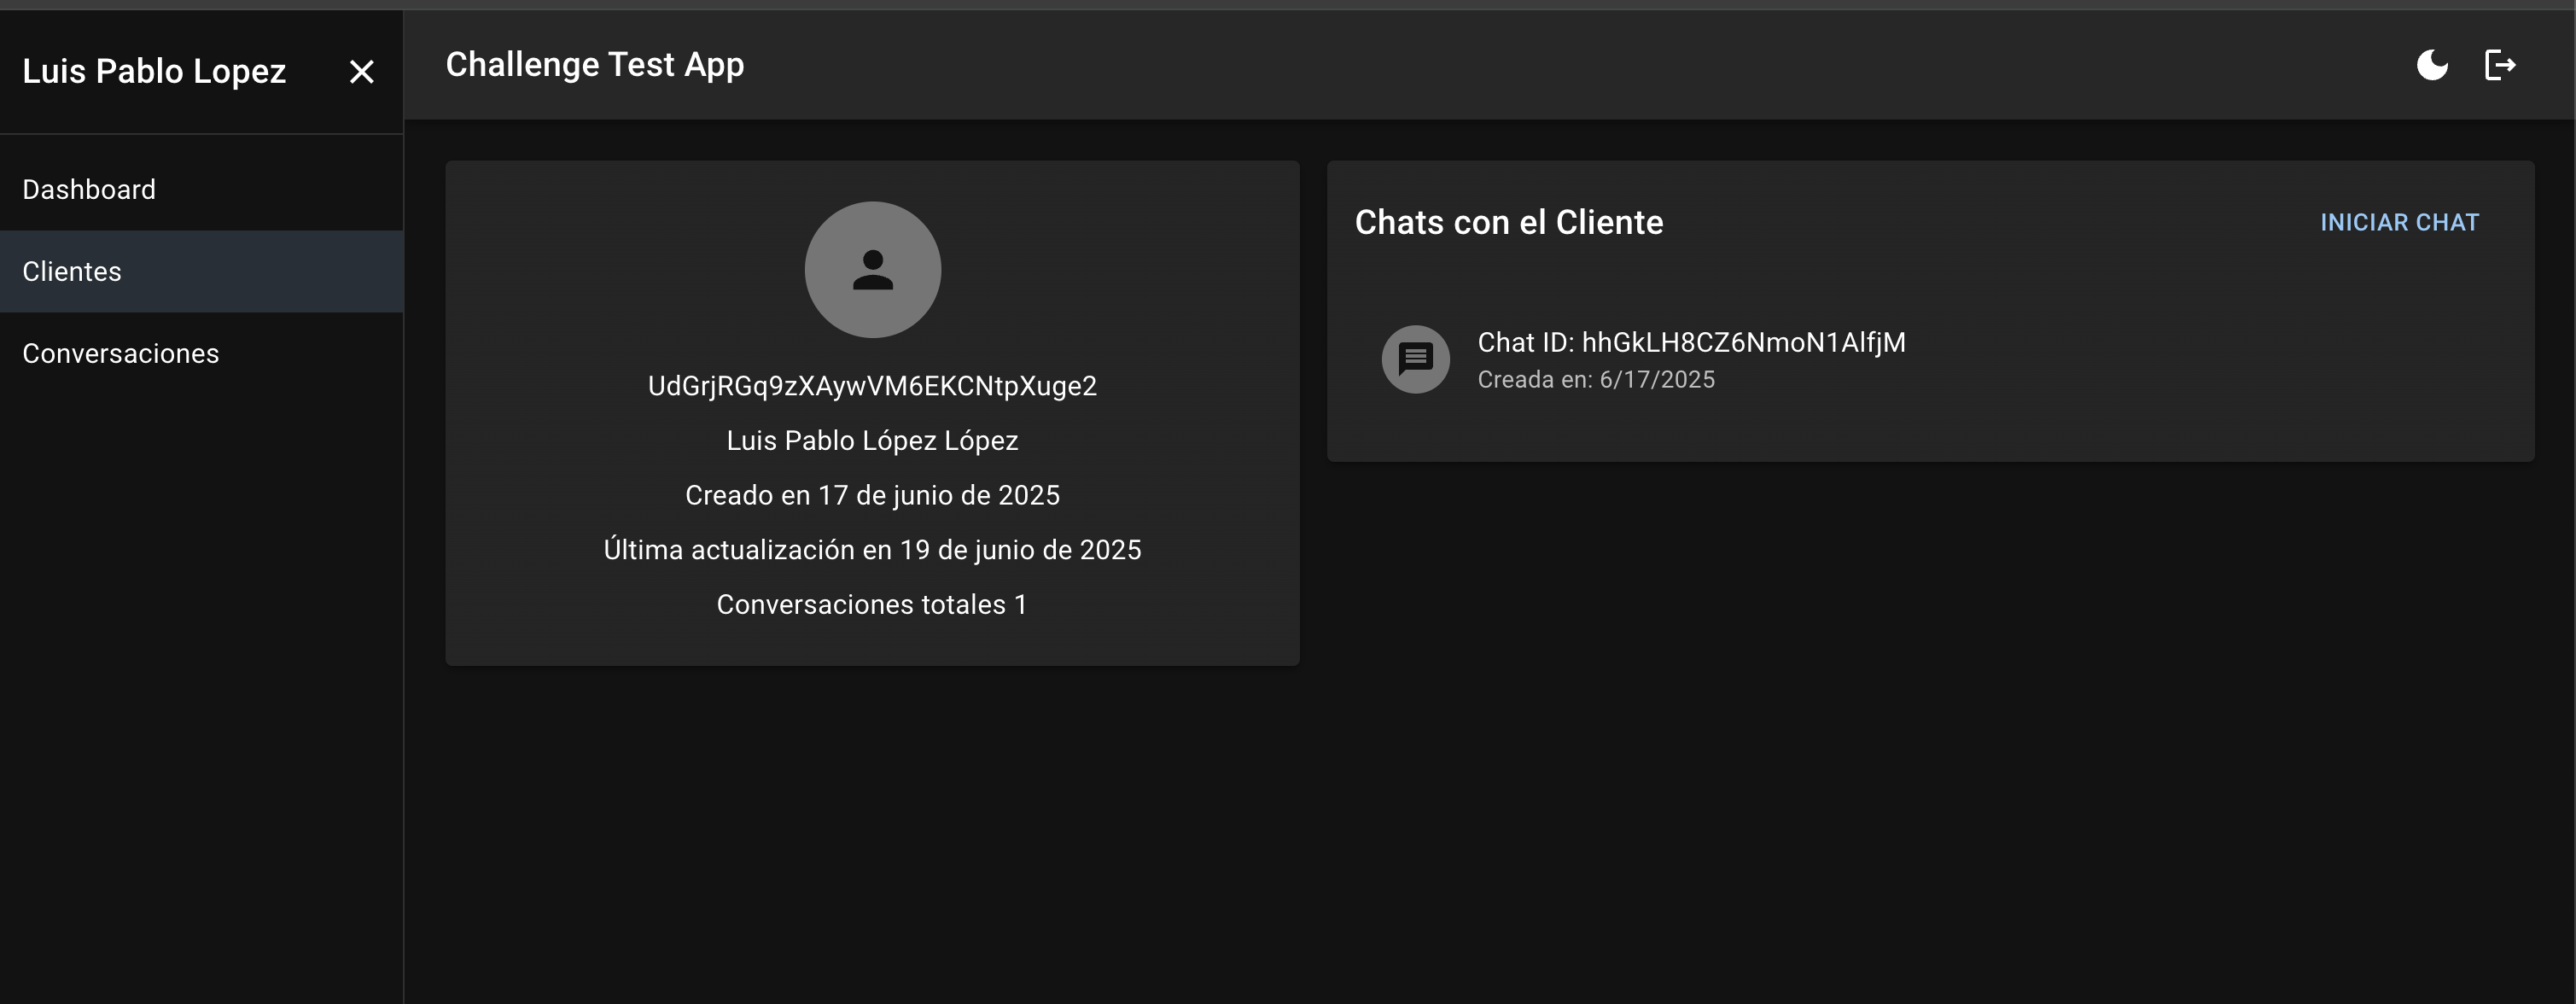 Luis Pablo Lopez
Dashboard
Clientes
Conversaciones
Challenge Test App
UdGrjRGq9zXAywVM6EKCNtpXuge2
Luis Pablo López López
Creado en 17 de junio de 2025
Última actualización en 19 de junio de 2025
Conversaciones totales 1
Chats con el Cliente
INICIAR CHAT
Chat ID: hhGkLH8CZ6NmoN1AlfjM
Creada en: 6/17/2025